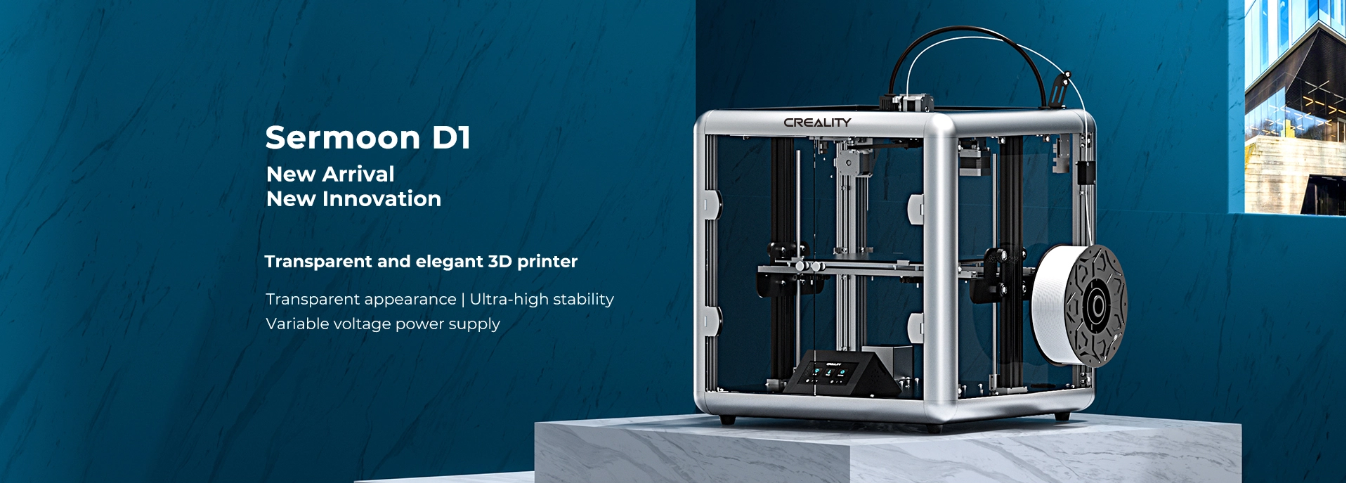 Sermoon D1
New Arrival
New Innovation
Transparent and elegant 3D printer
Transparent appearance | Ultra-high stability
Variable voltage power supply
CREALITY
CREALITY